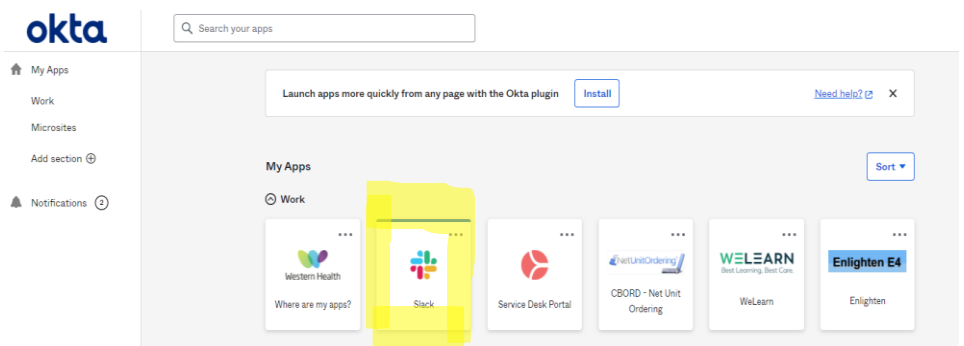 okta
Search your apps
My Apps
Work
Microsites
Add section
Notifications 2
Launch apps more quickly from any page with the Okta plugin
Install
Need help?
My Apps
Sort
Work
Western Health
Where are my apps?
Slack
Service Desk Portal
NetUnitOrdering
CBORD - Net Unit
Ordering
WELEARN
Best Learning, Best Care.
WeLearn
Enlighten E4
Enlighten